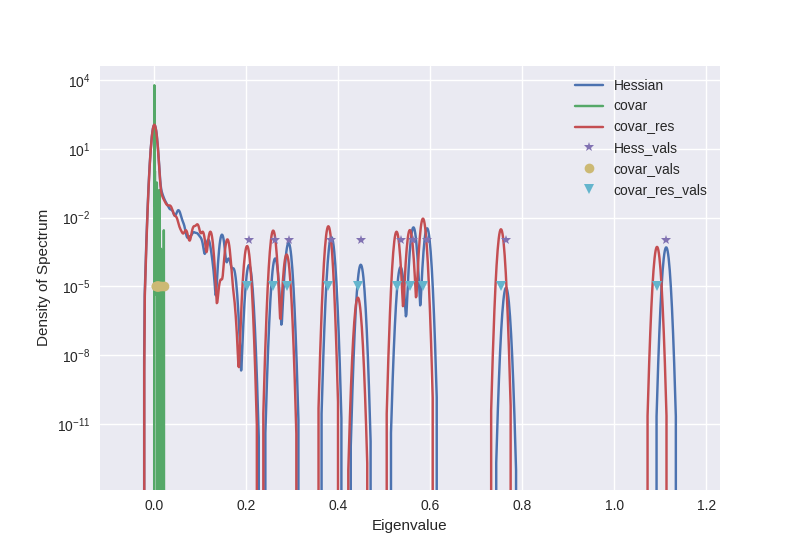 10^4
10^1
10^-2
10^-5
10^-8
10^-11
Density of Spectrum
Hessian
covar
covar_res
Hess_vals
covar_vals
covar_res_vals
0.0 0.2 0.4 0.6 0.8 1.0 1.2
Eigenvalue